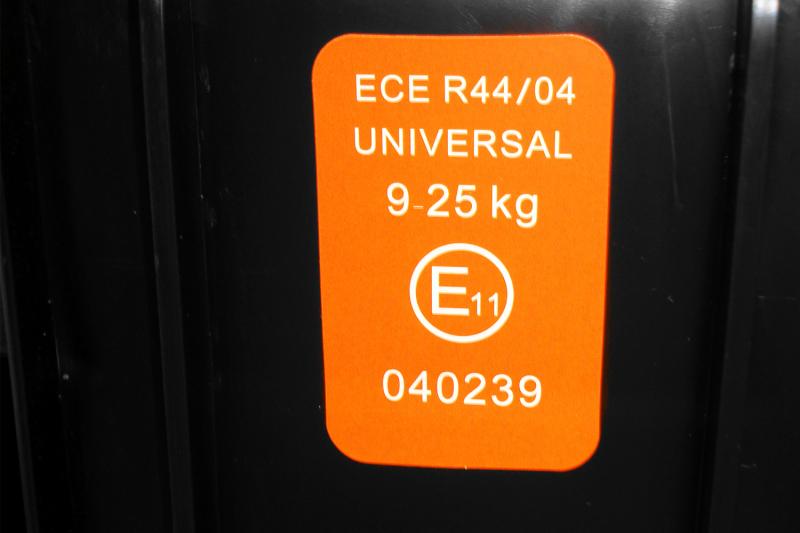 ECE R44/04
UNIVERSAL
9-25 kg
E11
040239